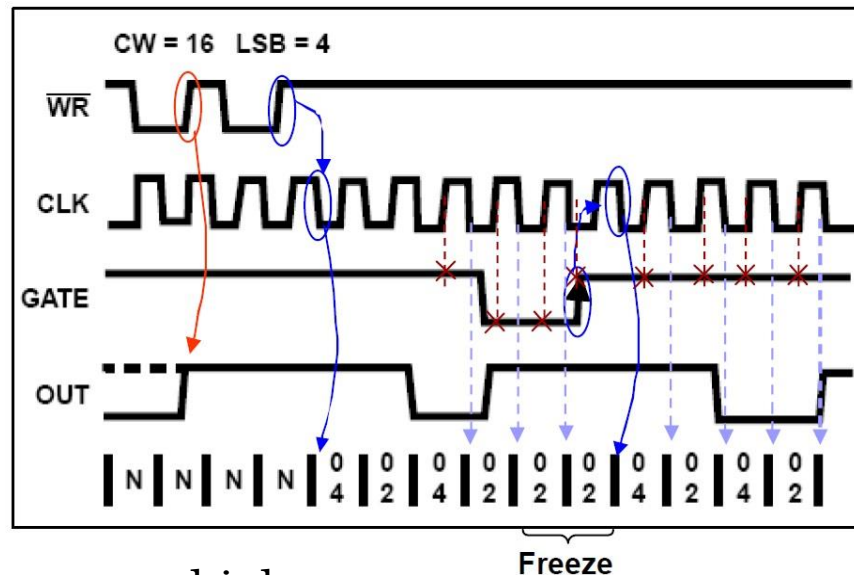 CW = 16 LSB = 4
WR
CLK
GATE
OUT
N N N N 0 0 0 0 0 0 0 0 0 0
4 2 4 2 2 2 4 2 4 2
Freeze